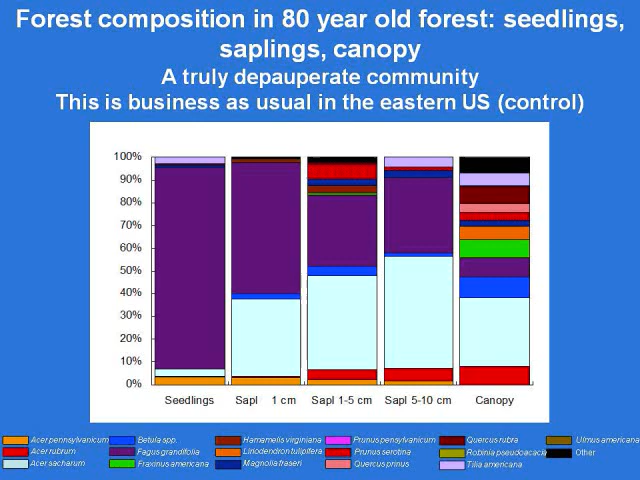 Forest composition in 80 year old forest: seedlings,
saplings, canopy
A truly depauperate community
This is business as usual in the eastern US (control)
100%
90%
80%
70%
60%
50%
40%
30%
20%
10%
0%
Seedlings Sapl 1 cm Sapl 1-5 cm Sapl 5-10 cm Canopy
Acer pennsylvanicum Betula spp. Hamamelis virginiana Prunus pensylvanica Quercus rubra Ulmus americana
Acer rubrum Fagus grandifolia Liriodendron tulipifera Prunus serotina Robinia pseudoacacia Other
Acer sacharum Fraxinus americana Magnolia fraseri Quercus prinus Tilia americana